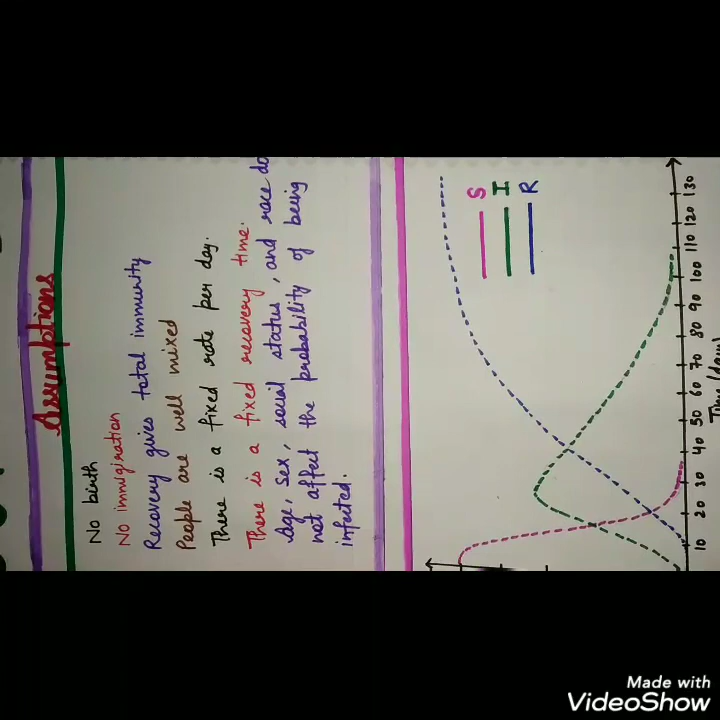 Assumptions
No birth
No immigration
Recovery gives total immunity
People are well mixed
There is a fixed rate per day.
There is a fixed recovery time.
Age, sex, social status, and race do
not affect the probability of being
infected.
S
I
R
10 20 30 40 50 60 70 80 90 100 110 120 130
Time (days)
Made with
VideoShow